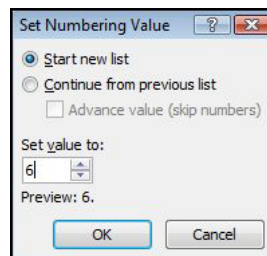 Set Numbering Value
Start new list
Continue from previous list
Advance value (skip numbers)
Set value to:
6
Preview: 6.
OK
Cancel